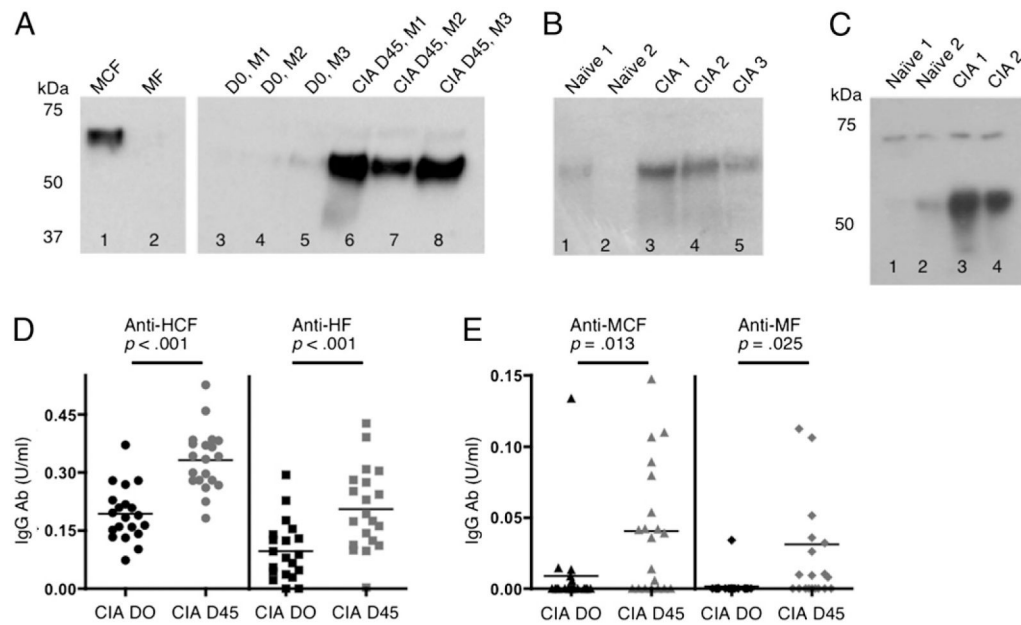 A
MCF
MF
D0, M1
D0, M2
D0, M3
CIA D45, M1
CIA D45, M2
CIA D45, M3
kDa
75
50
37
1 2 3 4 5 6 7 8
B
Naïve 1
Naïve 2
CIA 1
CIA 2
CIA 3
1 2 3 4 5
C
Naïve 1
Naïve 2
CIA 1
CIA 2
kDa
75
50
1 2 3 4
D
Anti-HCF
p < .001
Anti-HF
p < .001
IgG Ab (U/ml)
0.45
0.30
0.15
0.00
CIA DO CIA D45 CIA DO CIA D45
E
Anti-MCF
p = .013
Anti-MF
p = .025
IgG Ab (U/ml)
0.15
0.10
0.05
0.00
CIA DO CIA D45 CIA DO CIA D45